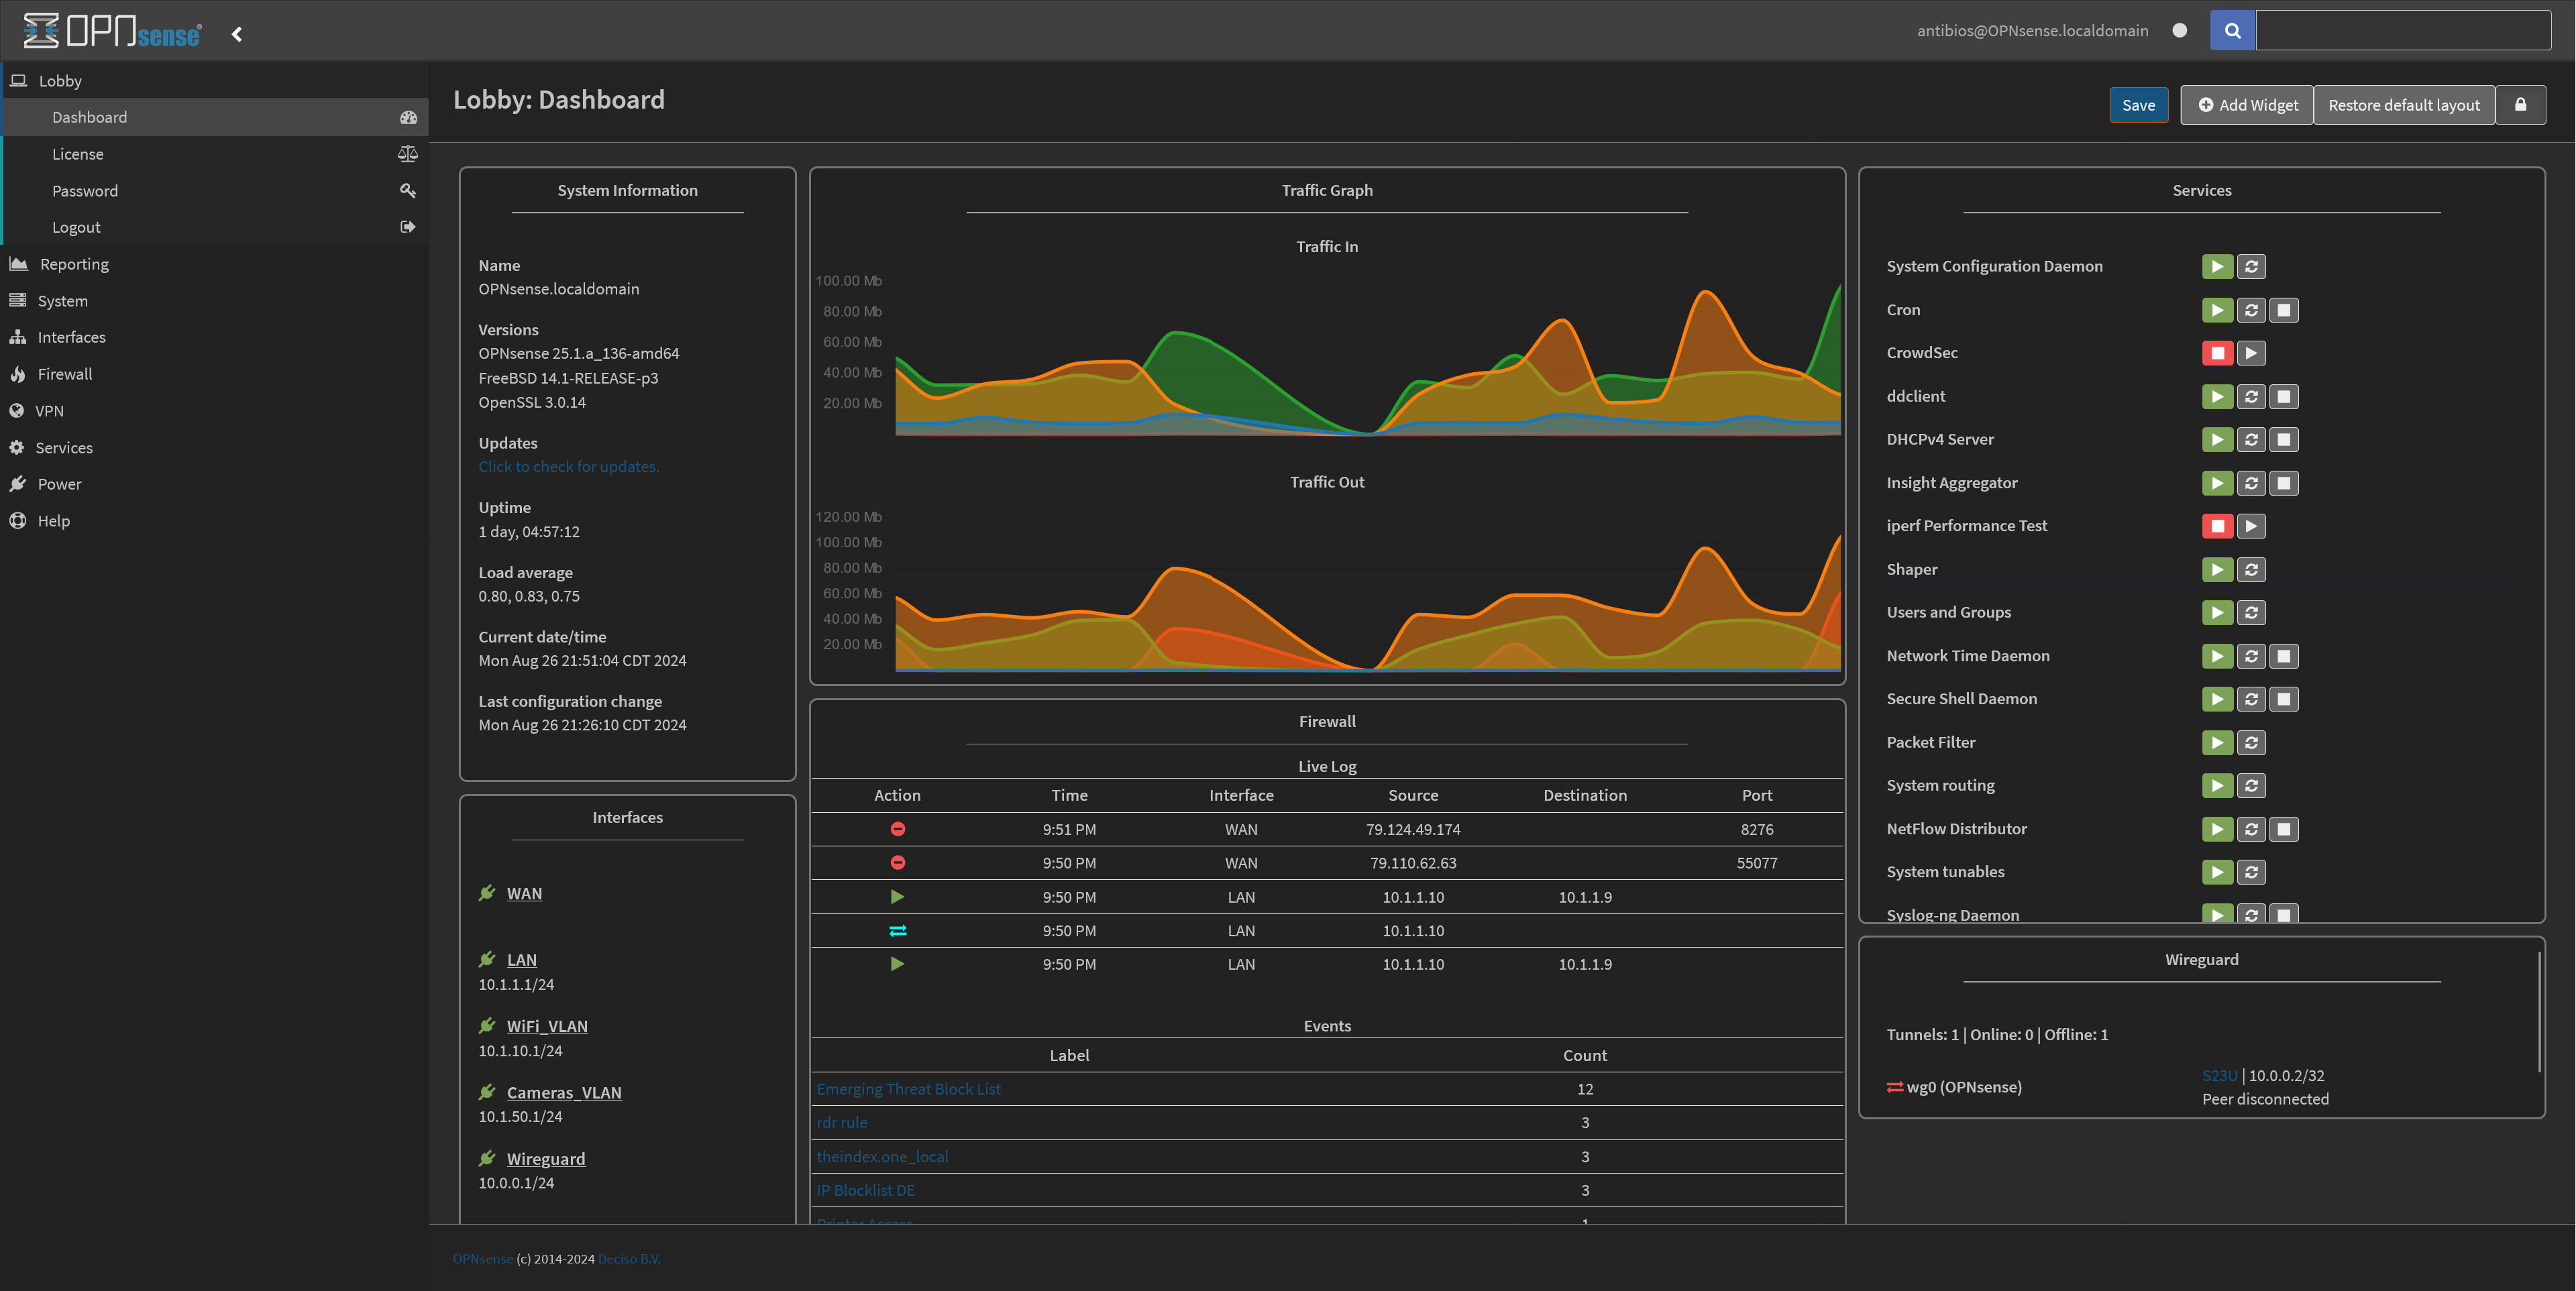 OPNsense®
antibios@OPNsense.localdomain
Lobby
Dashboard
License
Password
Logout
Reporting
System
Interfaces
Firewall
VPN
Services
Power
Help
Lobby: Dashboard
Save
Add Widget
Restore default layout
System Information
Name
OPNsense.localdomain
Versions
OPNsense 25.1.a_136-amd64
FreeBSD 14.1-RELEASE-p3
OpenSSL 3.0.14
Updates
Click to check for updates.
Uptime
1 day, 04:57:12
Load average
0.80, 0.83, 0.75
Current date/time
Mon Aug 26 21:51:04 CDT 2024
Last configuration change
Mon Aug 26 21:26:10 CDT 2024
Interfaces
WAN
LAN
10.1.1.1/24
WiFi_VLAN
10.1.10.1/24
Cameras_VLAN
10.1.50.1/24
Wireguard
10.0.0.1/24
Traffic Graph
Traffic In
100.00 Mb
80.00 Mb
60.00 Mb
40.00 Mb
20.00 Mb
Traffic Out
120.00 Mb
100.00 Mb
80.00 Mb
60.00 Mb
40.00 Mb
20.00 Mb
Firewall
Live Log
Action Time Interface Source Destination Port
9:51 PM WAN 79.124.49.174 8276
9:50 PM WAN 79.110.62.63 55077
9:50 PM LAN 10.1.1.10 10.1.1.9
9:50 PM LAN 10.1.1.10
9:50 PM LAN 10.1.1.10 10.1.1.9
Events
Label Count
Emerging Threat Block List 12
rdr rule 3
theindex.one_local 3
IP Blocklist DE 3
Printer Access 1
Services
System Configuration Daemon
Cron
CrowdSec
ddclient
DHCPv4 Server
Insight Aggregator
iperf Performance Test
Shaper
Users and Groups
Network Time Daemon
Secure Shell Daemon
Packet Filter
System routing
NetFlow Distributor
System tunables
Syslog-ng Daemon
Wireguard
Tunnels: 1 | Online: 0 | Offline: 1
wg0 (OPNsense)
S23U | 10.0.0.2/32
Peer disconnected
OPNsense (c) 2014-2024 Deciso B.V.